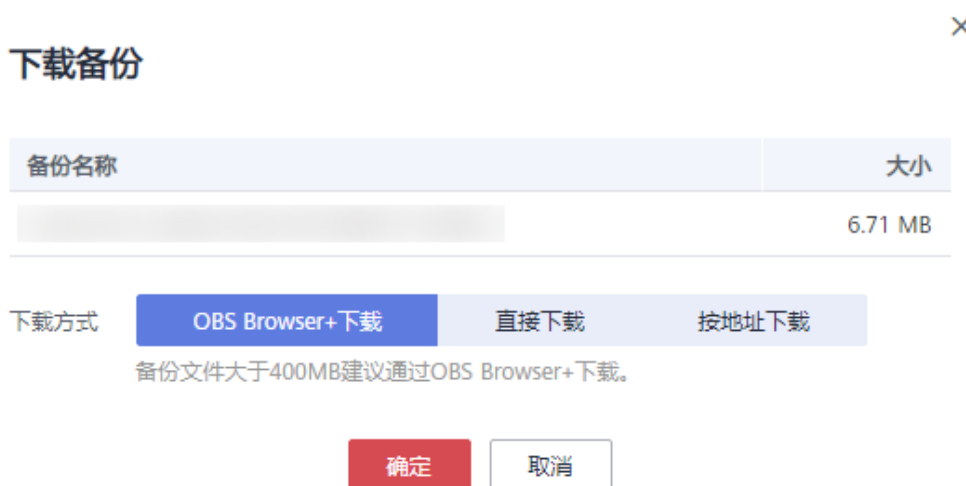 下载备份
备份名称 大小
6.71 MB
下载方式 OBS Browser+下载 直接下载 按地址下载
备份文件大于400MB建议通过OBS Browser+下载。
确定 取消